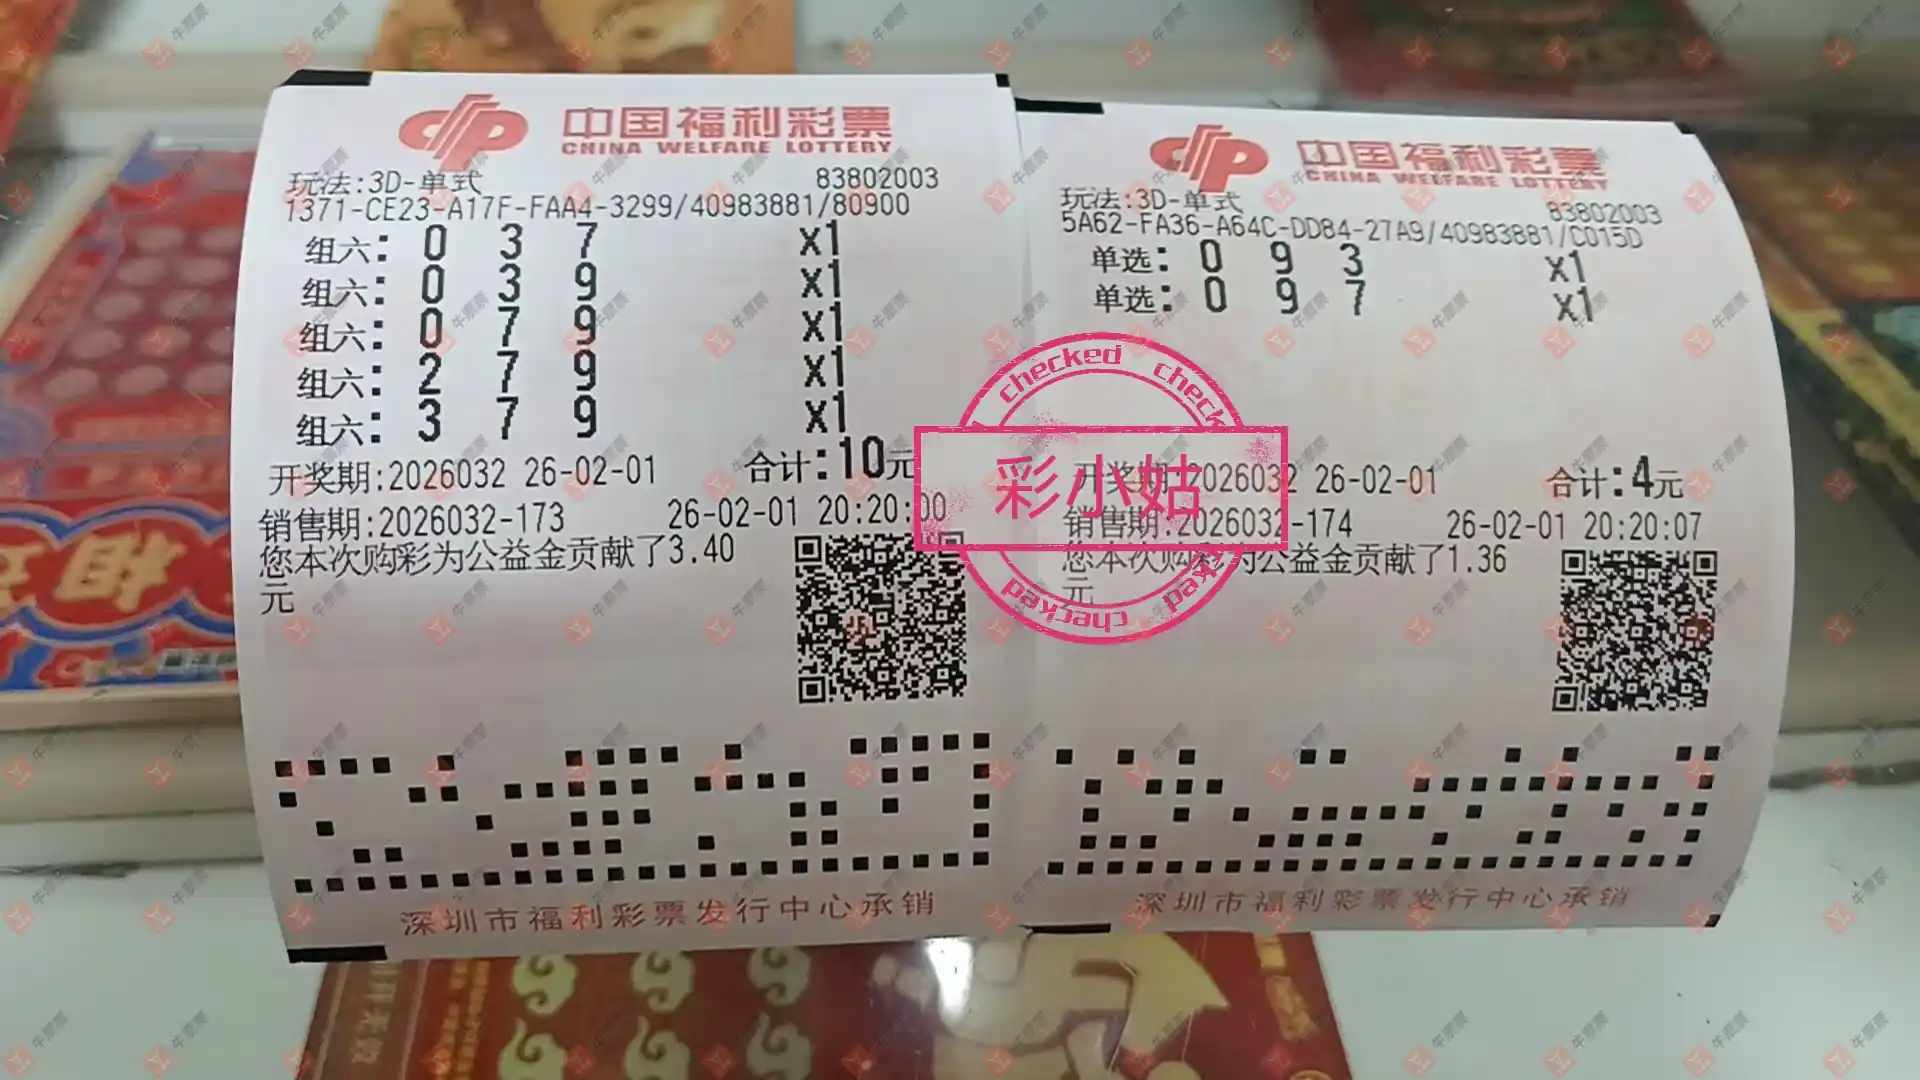 中国福利彩票
CHINA WELFARE LOTTERY
玩法:3D-单式 83802003
1371-CE23-A17F-FAA4-3299/40983881/80900
组六: 0 3 7 x1
组六: 0 3 9 x1
组六: 0 7 9 x1
组六: 2 7 9 x1
组六: 3 7 9 x1
合计:10元
开奖期:2026032 26-02-01
销售期:2026032-173 26-02-01 20:20:00
您本次购彩为公益金贡献了3.40
元
深圳市福利彩票发行中心承销
中国福利彩票
CHINA WELFARE LOTTERY
玩法:3D-单式 83802003
5A62-FA36-A64C-DD84-27A9/40983881/C015D
单选: 0 9 3 x1
单选: 0 9 7 x1
开奖期:2026032 26-02-01 合计:4元
销售期:2026032-174 26-02-01 20:20:07
您本次购彩为公益金贡献了1.36
元
深圳市福利彩票发行中心承销
checked check
彩小姑
checked
牛彩票